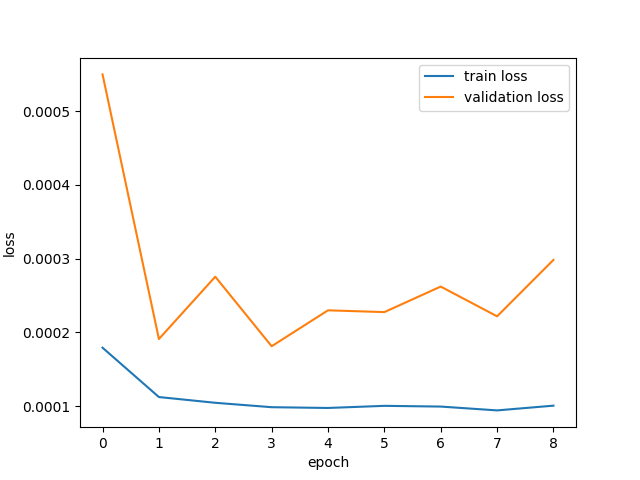 train loss
validation loss
0.0005
0.0004
0.0003
0.0002
0.0001
loss
0 1 2 3 4 5 6 7 8
epoch